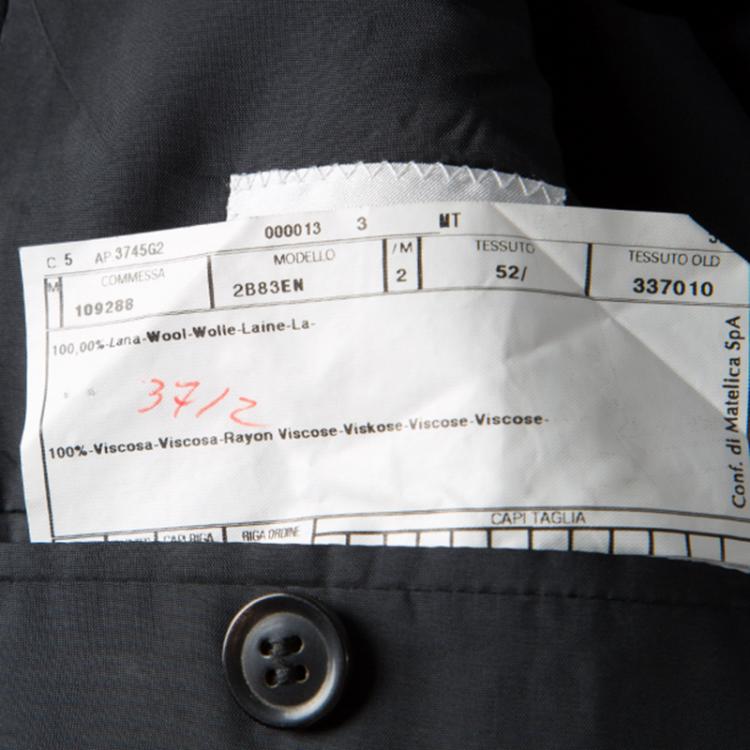 000013 3 MT
C 5 AP 3745G2
COMMESSA MODELLO /M TESSUTO TESSUTO OLD
M 109288 2B83EN 2 52/ 337010
100,00%-Lana-Wool-Wolle-Laine-La-
37/2
100%-Viscosa-Viscosa-Rayon Viscose-Viskose-Viscose-Viscose-
Conf. di Matelica SpA
CAPI TAGLIA
CAPI RIGA RIGA ORDINE